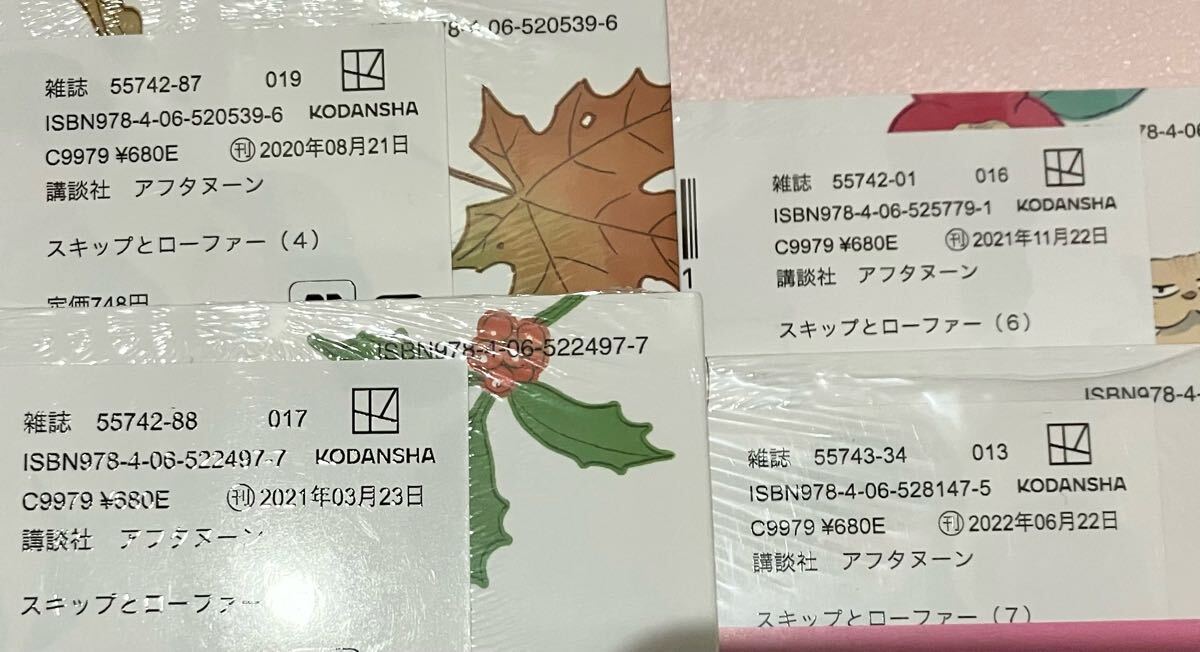 78-4-06-520539-6
雑誌 55742-87 019
ISBN978-4-06-520539-6 KODANSHA
C9979 ¥680E ㊞刊 2020年08月21日
講談社 アフタヌーン
スキップとローファー（4）
定価748円
78-4-06
雑誌 55742-01 016
ISBN978-4-06-525779-1 KODANSHA
C9979 ¥680E 刊 2021年11月22日
講談社 アフタヌーン
スキップとローファー（6）
1
ISBN978-4-06-522497-7
雑誌 55742-88 017
ISBN978-4-06-522497-7 KODANSHA
C9979 ¥680E 刊 2021年03月23日
講談社 アフタヌーン
スキップとローファー
ISBN978-4-
雑誌 55743-34 013
ISBN978-4-06-528147-5 KODANSHA
C9979 ¥680E 刊 2022年06月22日
講談社 アフタヌーン
スキップとローファー（7）